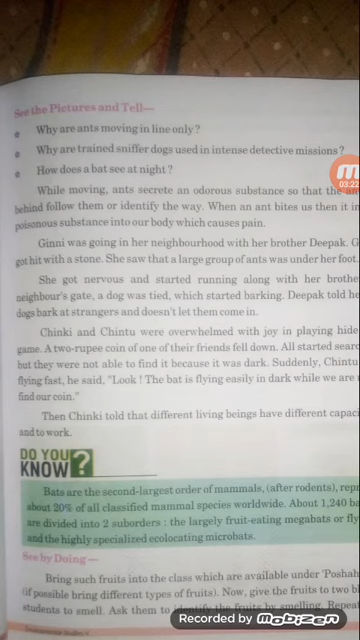 See the Pictures and Tell—
Why are ants moving in line only?
Why are trained sniffer dogs used in intense detective missions?
How does a bat see at night?
While moving, ants secrete an odorous substance so that the
behind follow them or identify the way. When an ant bites us then it in
poisonous substance into our body which causes pain.
Ginni was going in her neighbourhood with her brother Deepak. G
got hit with a stone. She saw that a large group of ants was under her foot.
She got nervous and started running along with her brothe
neighbour's gate, a dog was tied, which started barking. Deepak told he
dogs bark at strangers and doesn't let them come in.
Chinki and Chintu were overwhelmed with joy in playing hide
game. A two-rupee coin of one of their friends fell down. All started searc
but they were not able to find it because it was dark. Suddenly, Chintu
flying fast, he said, "Look ! The bat is flying easily in dark while we are
find our coin."
Then Chinki told that different living beings have different capaci
and to work.
DO YOU
KNOW ?
Bats are the second-largest order of mammals, (after rodents), repr
about 20% of all classified mammal species worldwide. About 1,240 ba
are divided into 2 suborders : the largely fruit-eating megabats or fly
and the highly specialized ecolocating microbats.
See by Doing—
Bring such fruits into the class which are available under 'Poshah
(if possible bring different types of fruits). Now, give the fruits to two bl
students to smell. Ask them to identify the fruits by smelling. Repeat
03:22
Recorded by mobizen